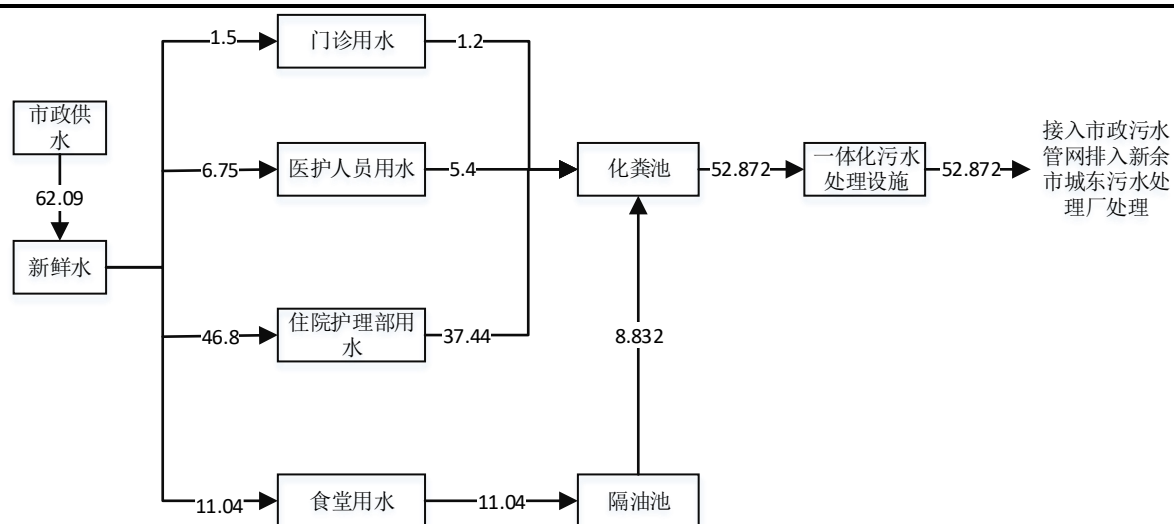 市政供
水
62.09
新鲜水
1.5
门诊用水
1.2
6.75
医护人员用水
5.4
46.8
住院护理部用
水
37.44
11.04
食堂用水
11.04
隔油池
8.832
化粪池
52.872
一体化污水
处理设施
52.872
接入市政污水
管网排入新余
市城东污水处
理厂处理